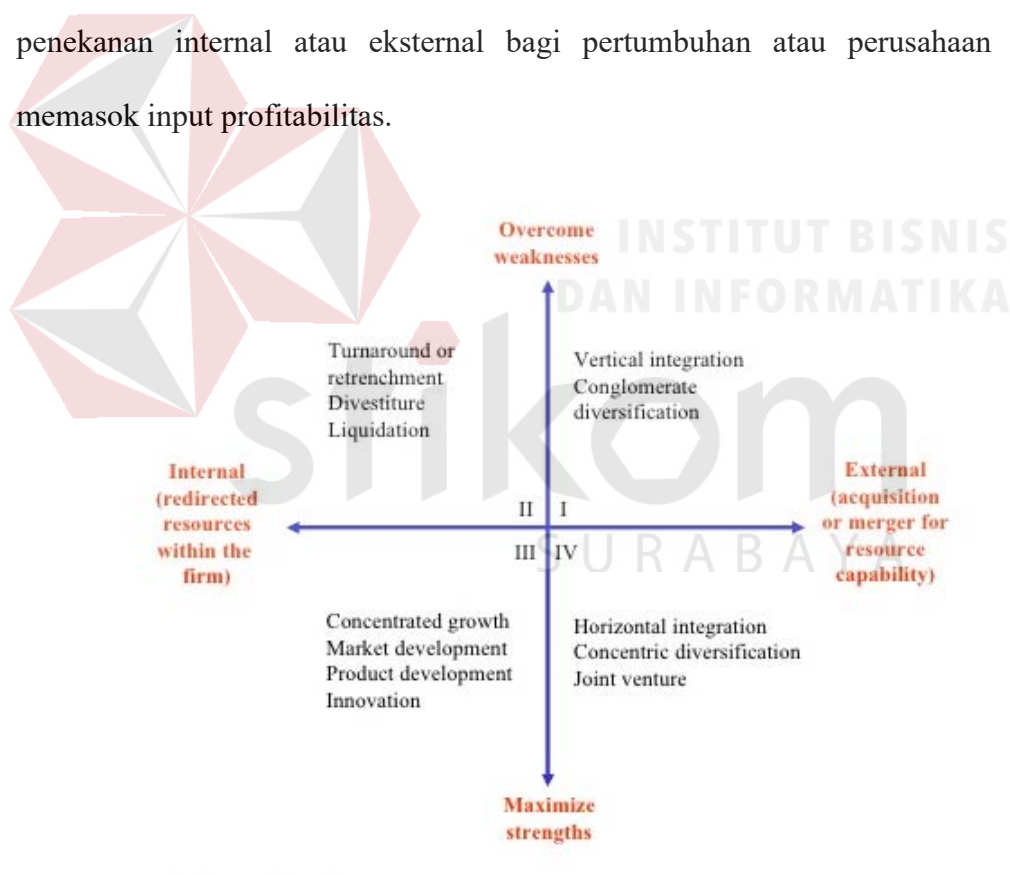 penekanan internal atau eksternal bagi pertumbuhan atau perusahaan
memasok input profitabilitas.
INSTITUT BISNIS
DAN INFORMATIKA
stikom
SURABAYA
Overcome
weaknesses
Turnaround or
retrenchment
Divestiture
Liquidation
Vertical integration
Conglomerate
diversification
Internal
(redirected
resources
within the
firm)
External
(acquisition
or merger for
resource
capability)
II I
III IV
Concentrated growth
Market development
Product development
Innovation
Horizontal integration
Concentric diversification
Joint venture
Maximize
strengths